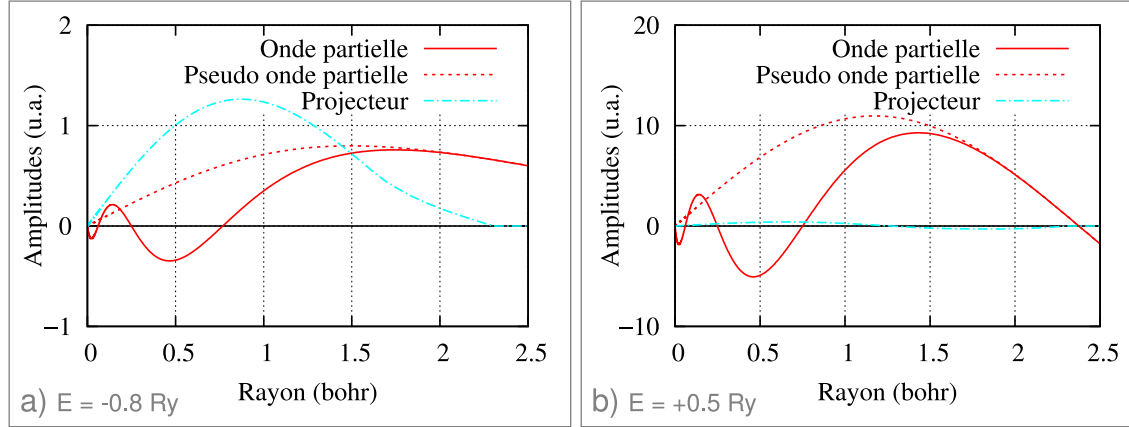 2
1
0
−1
Amplitudes (u.a.)
Onde partielle
Pseudo onde partielle
Projecteur
0
0.5
1
1.5
2
2.5
Rayon (bohr)
a) E = -0.8 Ry
20
10
0
−10
Amplitudes (u.a.)
Onde partielle
Pseudo onde partielle
Projecteur
0
0.5
1
1.5
2
2.5
Rayon (bohr)
b) E = +0.5 Ry